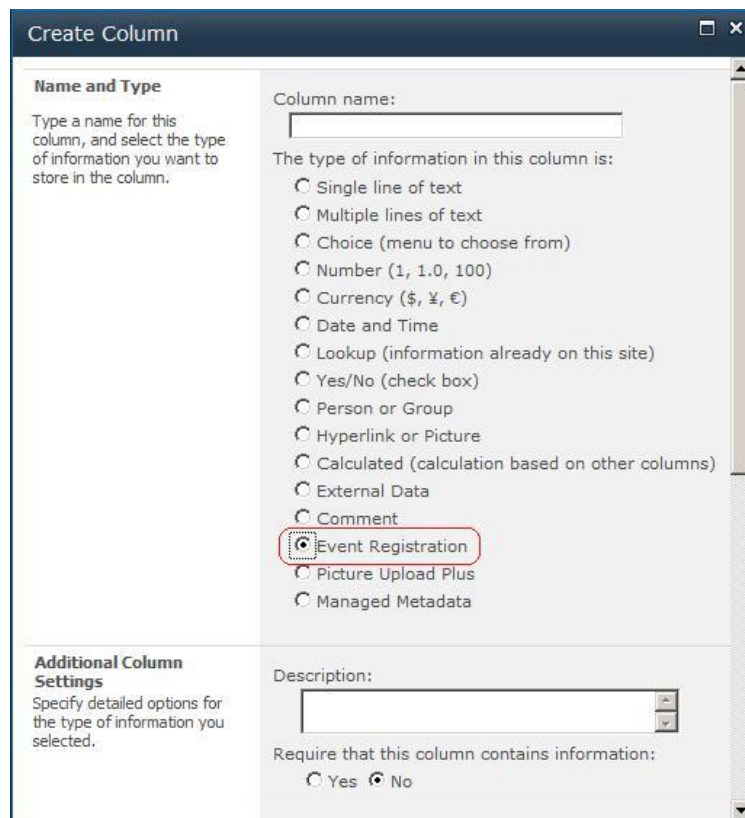 Create Column
Name and Type
Type a name for this
column, and select the type
of information you want to
store in the column.
Column name:
The type of information in this column is:
Single line of text
Multiple lines of text
Choice (menu to choose from)
Number (1, 1.0, 100)
Currency ($, ¥, €)
Date and Time
Lookup (information already on this site)
Yes/No (check box)
Person or Group
Hyperlink or Picture
Calculated (calculation based on other columns)
External Data
Comment
Event Registration
Picture Upload Plus
Managed Metadata
Additional Column
Settings
Specify detailed options for
the type of information you
selected.
Description:
Require that this column contains information:
Yes No